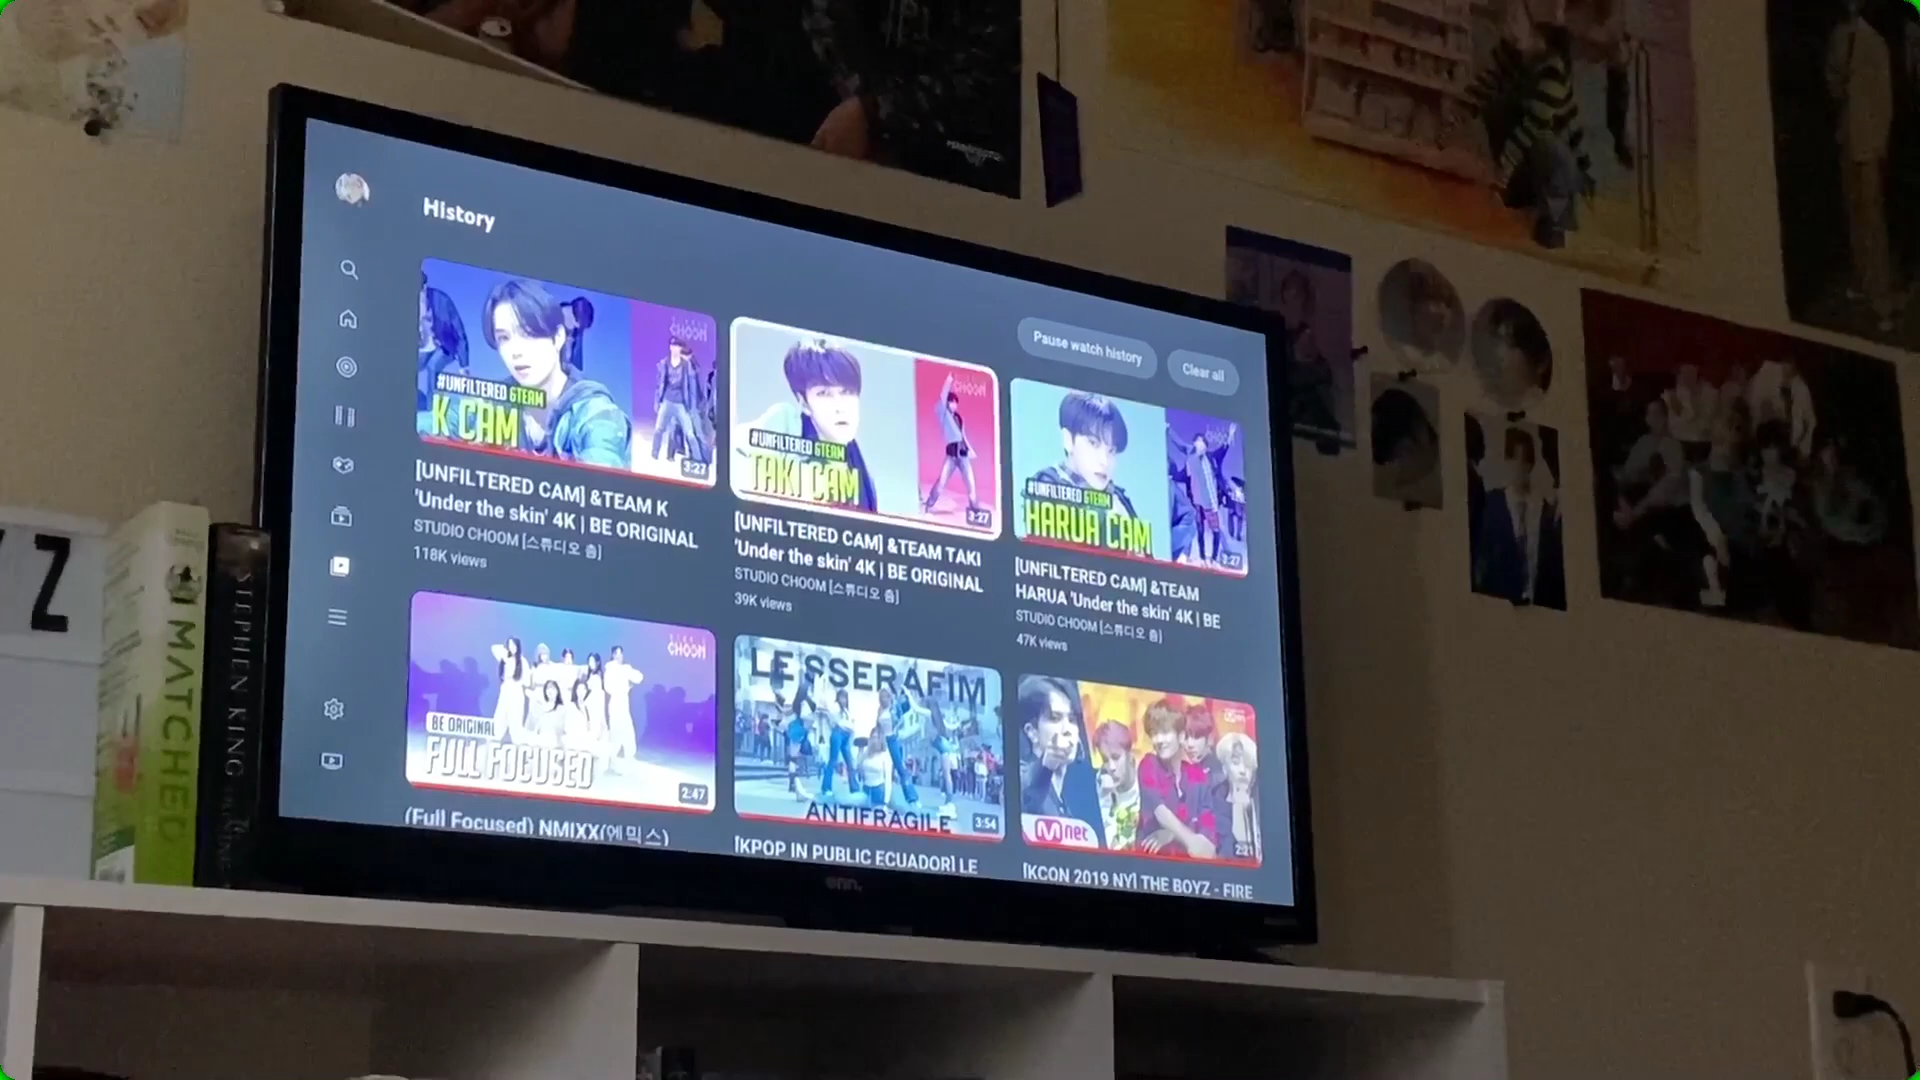 History
Pause watch history
Clear all
CHOOM
#UNFILTERED &TEAM
K CAM
3:27
[UNFILTERED CAM] &TEAM K
'Under the skin' 4K | BE ORIGINAL
STUDIO CHOOM [스튜디오 춤]
118K views
CHOOM
#UNFILTERED &TEAM
TAKI CAM
3:27
[UNFILTERED CAM] &TEAM TAKI
'Under the skin' 4K | BE ORIGINAL
STUDIO CHOOM [스튜디오 춤]
39K views
CHOOM
#UNFILTERED &TEAM
HARUA CAM
3:27
[UNFILTERED CAM] &TEAM
HARUA 'Under the skin' 4K | BE
STUDIO CHOOM [스튜디오 춤]
47K views
CHOOM
BE ORIGINAL
FULL FOCUSED
2:47
(Full Focused) NMIXX(엔믹스)
LE SSERAFIM
ANTIFRAGILE
3:54
[KPOP IN PUBLIC ECUADOR] LE
Mnet
2:21
[KCON 2019 NY] THE BOYZ - FIRE
onn.
Z
MATCHED
STEPHEN KING